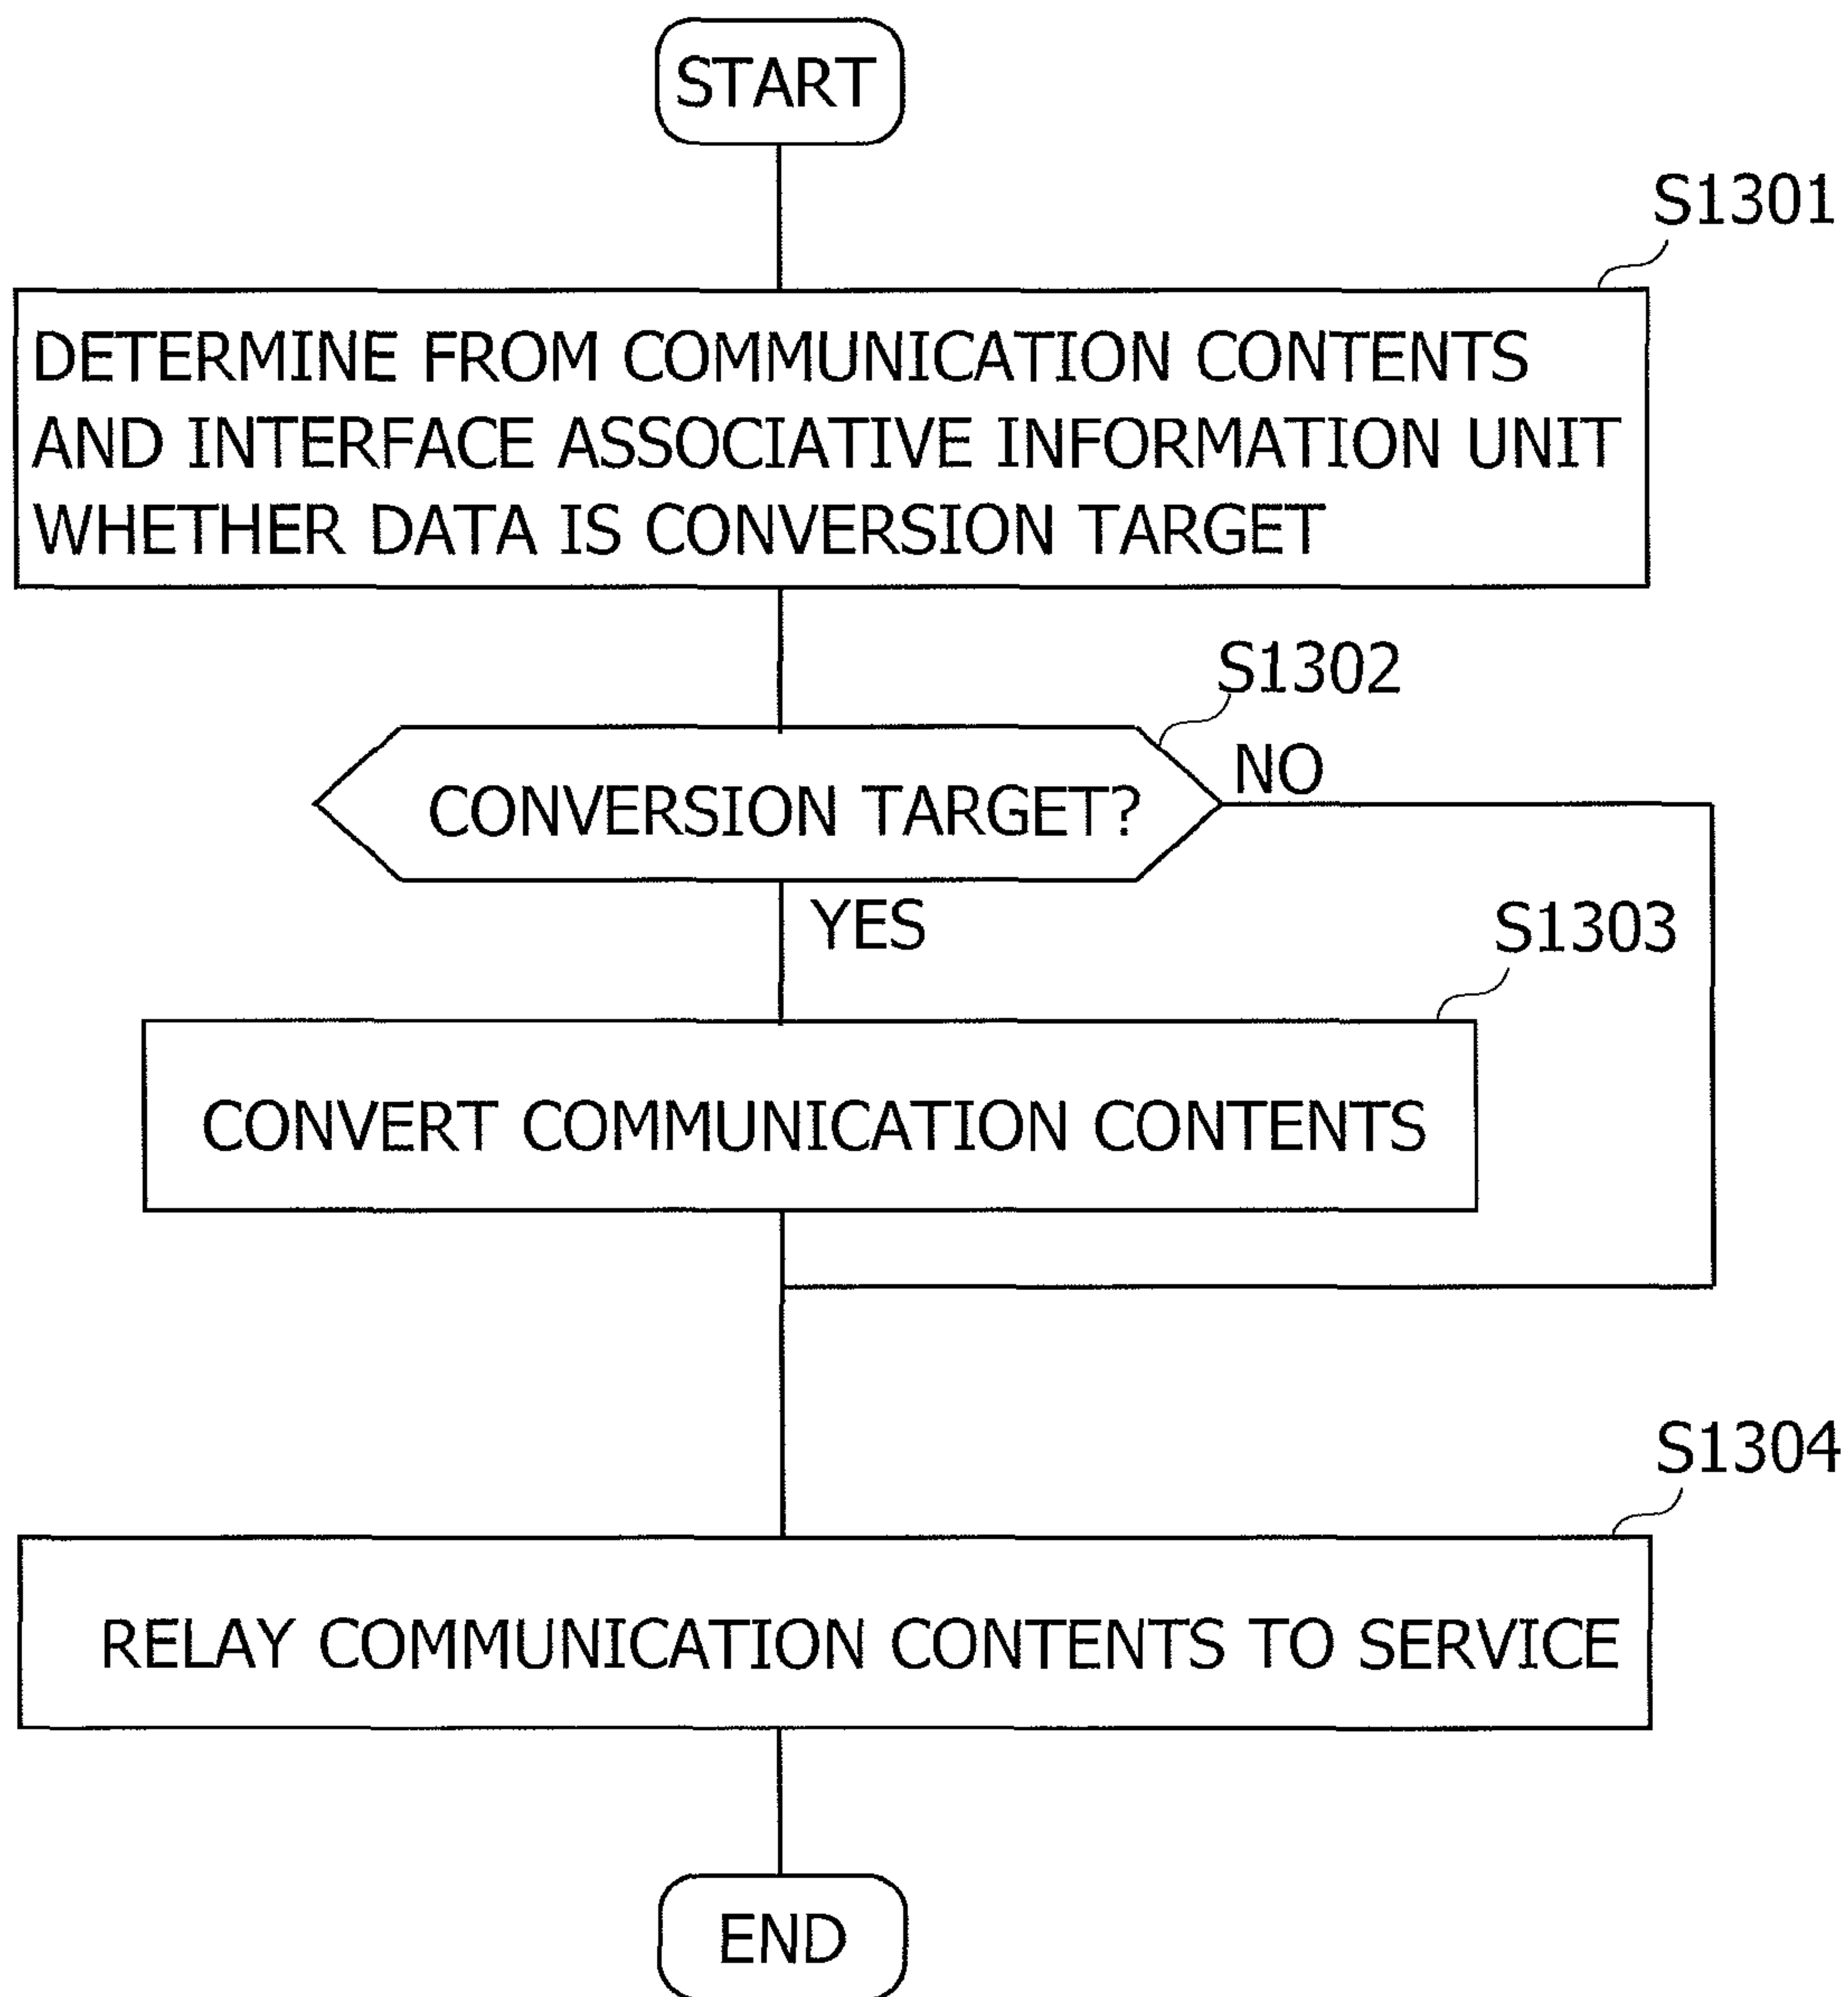 START
S1301
DETERMINE FROM COMMUNICATION CONTENTS
AND INTERFACE ASSOCIATIVE INFORMATION UNIT
WHETHER DATA IS CONVERSION TARGET
S1302
CONVERSION TARGET?
NO
YES
S1303
CONVERT COMMUNICATION CONTENTS
S1304
RELAY COMMUNICATION CONTENTS TO SERVICE
END